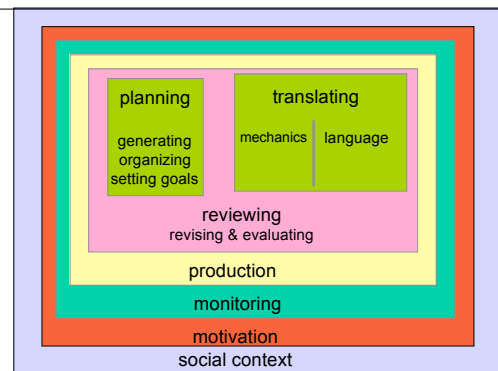 planning
generating
organizing
setting goals
translating
mechanics
language
reviewing
revising & evaluating
production
monitoring
motivation
social context